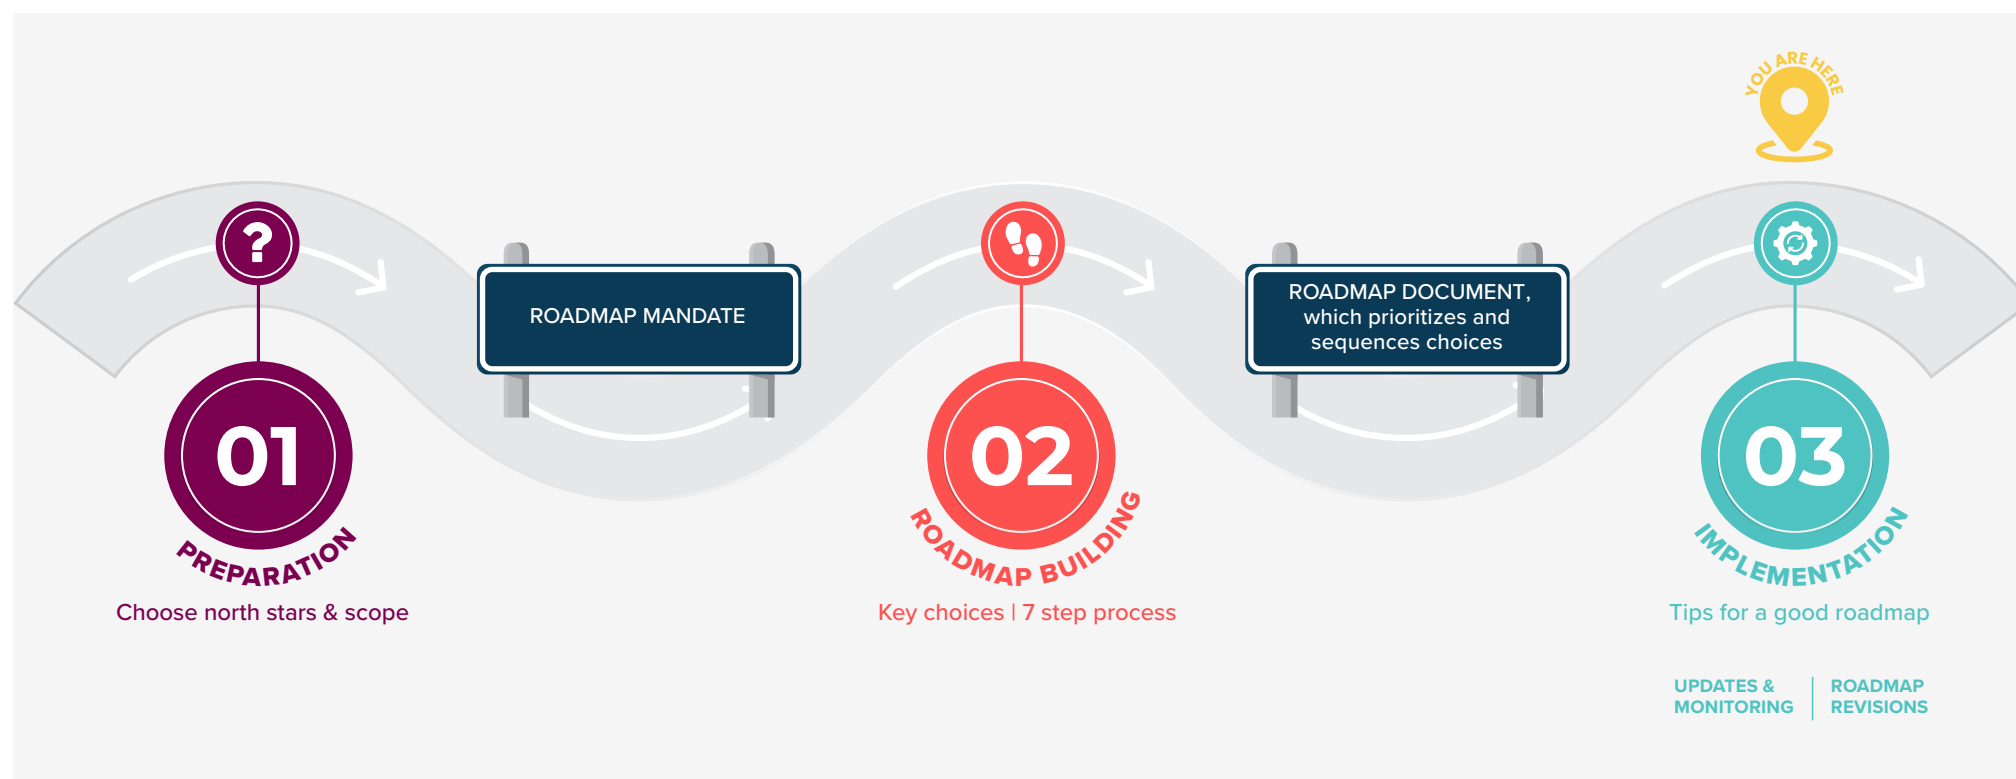 YOU ARE HERE
?
ROADMAP MANDATE
ROADMAP DOCUMENT,
which prioritizes and
sequences choices
01
PREPARATION
Choose north stars & scope
02
ROADMAP BUILDING
Key choices | 7 step process
03
IMPLEMENTATION
Tips for a good roadmap
UPDATES &
MONITORING
ROADMAP
REVISIONS